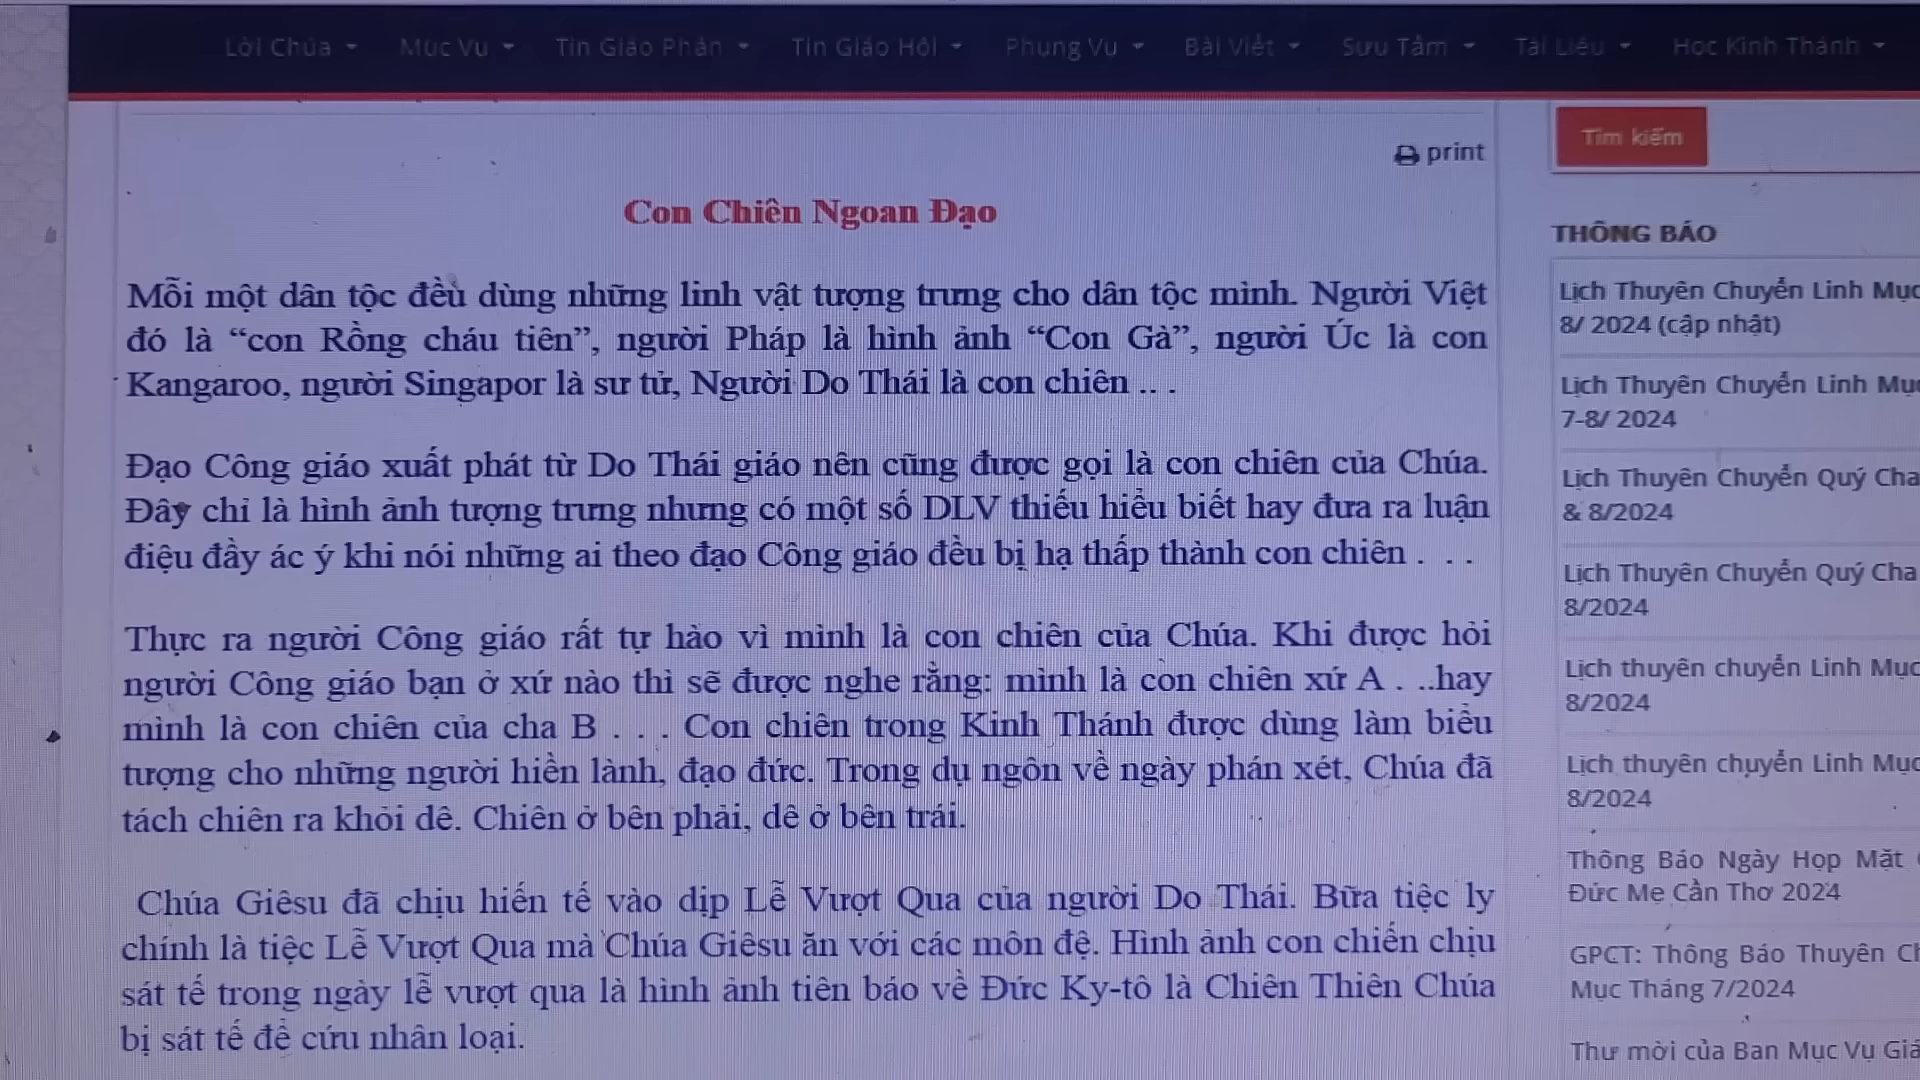 Lời Chúa
Mục Vụ
Tin Giáo Phận
Tin Giáo Hội
Phụng Vụ
Bài Viết
Sưu Tầm
Tài Liệu
Học Kinh Thánh
print
Tìm kiếm
Con Chiên Ngoan Đạo
Mỗi một dân tộc đều dùng những linh vật tượng trưng cho dân tộc mình. Người Việt
đó là “con Rồng cháu tiên”, người Pháp là hình ảnh “Con Gà”, người Úc là con
Kangaroo, người Singapor là sư tử, Người Do Thái là con chiên .. .
Đạo Công giáo xuất phát từ Do Thái giáo nên cũng được gọi là con chiên của Chúa.
Đây chỉ là hình ảnh tượng trưng nhưng có một số DLV thiếu hiểu biết hay đưa ra luận
điệu đầy ác ý khi nói những ai theo đạo Công giáo đều bị hạ thấp thành con chiên . . .
Thực ra người Công giáo rất tự hào vì mình là con chiên của Chúa. Khi được hỏi
người Công giáo bạn ở xứ nào thì sẽ được nghe rằng: mình là con chiên xứ A . ..hay
mình là con chiên của cha B . . . Con chiên trong Kinh Thánh được dùng làm biểu
tượng cho những người hiền lành, đạo đức. Trong dụ ngôn về ngày phán xét, Chúa đã
tách chiên ra khỏi dê. Chiên ở bên phải, dê ở bên trái.
Chúa Giêsu đã chịu hiến tế vào dịp Lễ Vượt Qua của người Do Thái. Bữa tiệc ly
chính là tiệc Lễ Vượt Qua mà Chúa Giêsu ăn với các môn đệ. Hình ảnh con chiên chịu
sát tế trong ngày lễ vượt qua là hình ảnh tiên báo về Đức Ky-tô là Chiên Thiên Chúa
bị sát tế để cứu nhân loại.
THÔNG BÁO
Lịch Thuyên Chuyển Linh Mục
8/ 2024 (cập nhật)
Lịch Thuyên Chuyển Linh Mục
7-8/ 2024
Lịch Thuyên Chuyển Quý Cha
& 8/2024
Lịch Thuyên Chuyển Quý Cha
8/2024
Lịch thuyên chuyển Linh Mục
8/2024
Lịch thuyên chuyển Linh Mục
8/2024
Thông Báo Ngày Họp Mặt
Đức Mẹ Cần Thơ 2024
GPCT: Thông Báo Thuyên
Mục Tháng 7/2024
Thư mời của Ban Mục Vụ